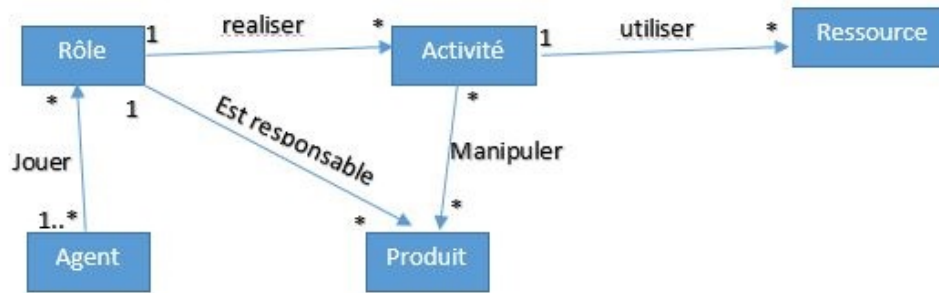 Rôle
1
realiser
*
Activité
1
utiliser
*
Ressource
*
1
Est responsable
*
Jouer
Manipuler
1..*
*
*
Agent
Produit